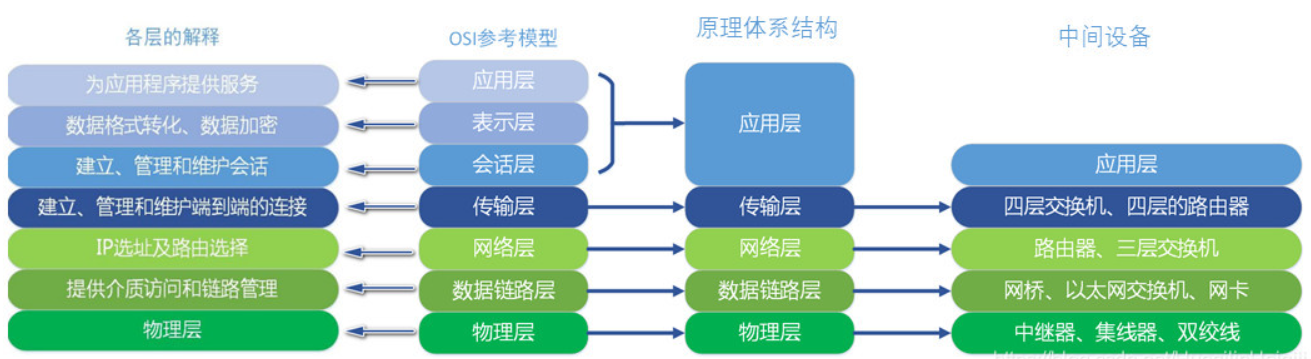 各层的解释
OSI参考模型
原理体系结构
中间设备
为应用程序提供服务
应用层
应用层
数据格式转化、数据加密
表示层
建立、管理和维护会话
会话层
应用层
建立、管理和维护端到端的连接
传输层
传输层
四层交换机、四层的路由器
IP选址及路由选择
网络层
网络层
路由器、三层交换机
提供介质访问和链路管理
数据链路层
数据链路层
网桥、以太网交换机、网卡
物理层
物理层
物理层
中继器、集线器、双绞线